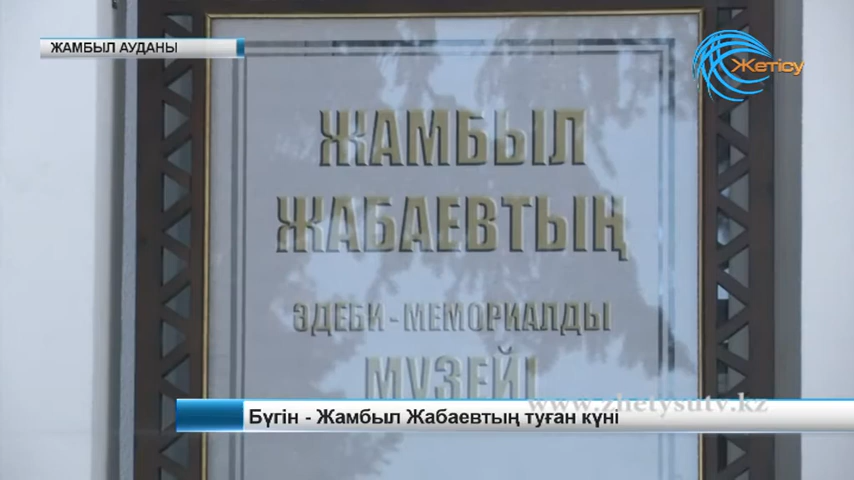 ЖАМБЫЛ АУДАНЫ
Жетісу
ЖАМБЫЛ
ЖАБАЕВТЫҢ
ӘДЕБИ - МЕМОРИАЛДЫ
МУЗЕЙІ
www.zhetysutv.kz
Бүгін - Жамбыл Жабаевтың туған күні